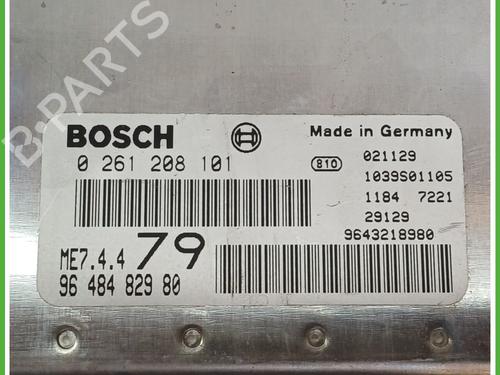 B-PARTS
BOSCH
Made in Germany
0 261 208 101
810
021129
1039S01105
1184 7221
29129
9643218980
ME7.4.4 79
96 484 829 80